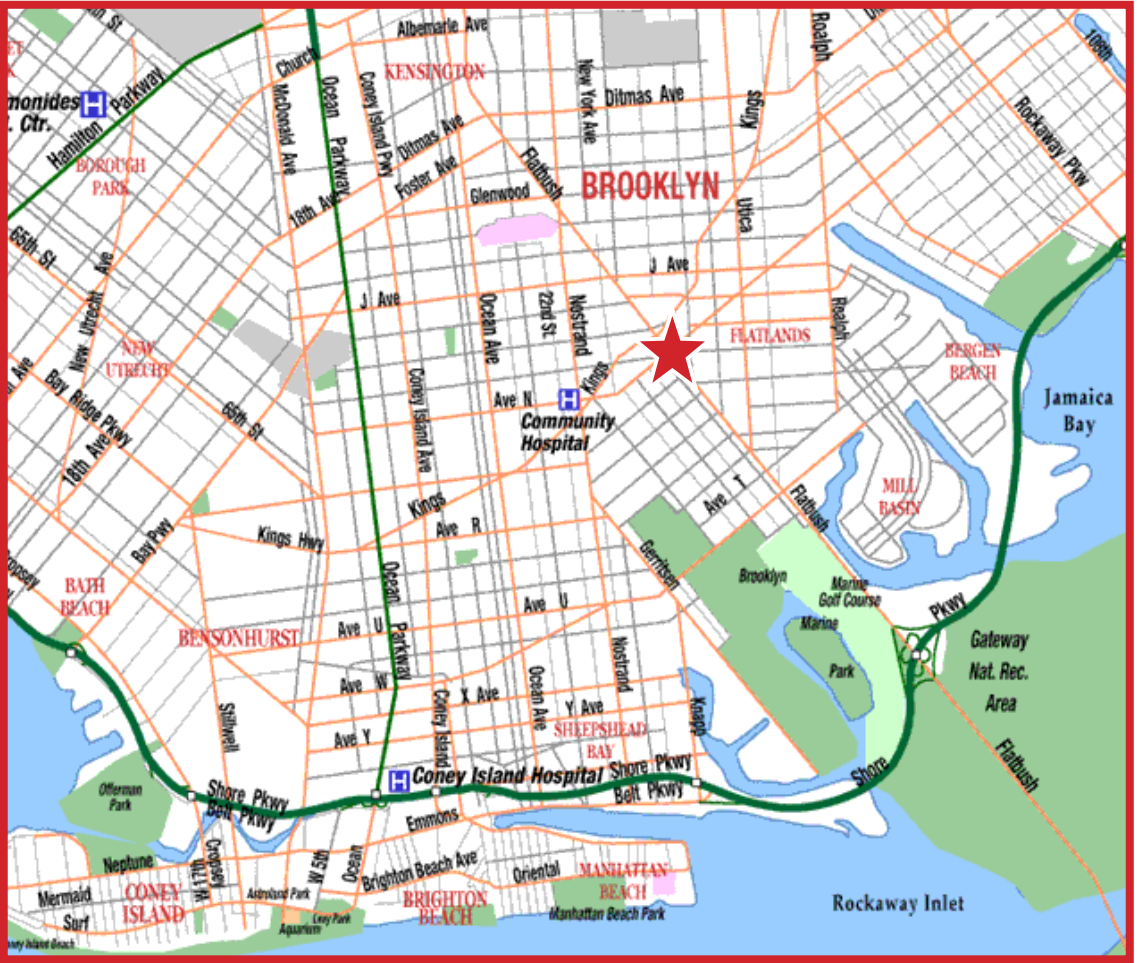 Albemarle Ave
Roalph
108th
KENSINGTON
Church
monides
. Ctr.
H
Hamilton Parkway
McDonald Ave
Ocean Parkway
Coney Island Pwy
Ditmas Ave
New York Ave
Ditmas Ave
Kings
Rockaway Pkw
BOROUGH
PARK
18th Ave
Foster Ave
Glenwood
Flatbush
BROOKLYN
Utica
65th St
New Utrecht Ave
J Ave
J Ave
Ocean Ave
22nd St.
Nostrand
Roalph
FLATLANDS
BERGEN
BEACH
NEW
UTRECHT
Jamaica
Bay
Bay Ridge Pkwy
18th Ave
65th St
Coney Island Ave
Ave N
H
Kings
Community
Hospital
MILL
BASIN
Ave T
Flatbush
Kings
Ave R
Kings Hwy
Bay Pwy
Gerritsen
BATH
BEACH
Ocean Parkway
Brooklyn
Marine
Golf Course
Marine
Park
Pkwy
Gateway
Nat. Rec.
Area
BENSONHURST
Ave U
Ave U
Nostrand
Ave W
X Ave
Ocean Ave
Y Ave
Knapp
Stillwell
Ave Y
Coney Island
SHEEPSHEAD
BAY
Flatbush
H
Coney Island Hospital
Shore Pkwy
Belt Pkwy
Shore
Offerman
Park
Shore Pkwy
Belt Pkwy
Emmons
Neptune
Cropsey
W 17th
W 5th
Ocean
Brighton Beach Ave
Oriental
MANHATTAN
BEACH
Mermaid
Surf
CONEY
ISLAND
Astroland Park
Aquarium
BRIGHTON
BEACH
Manhattan Beach Park
Rockaway Inlet